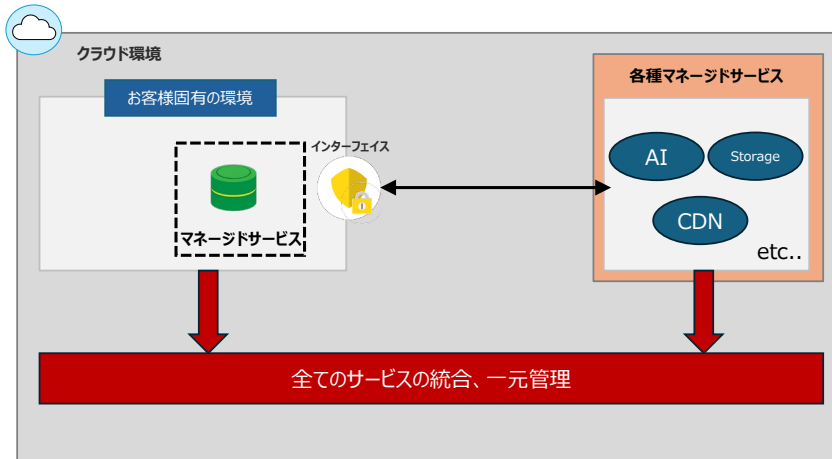 クラウド環境
お客様固有の環境
インターフェイス
マネージドサービス
各種マネージドサービス
AI
Storage
CDN
etc..
全てのサービスの統合、一元管理